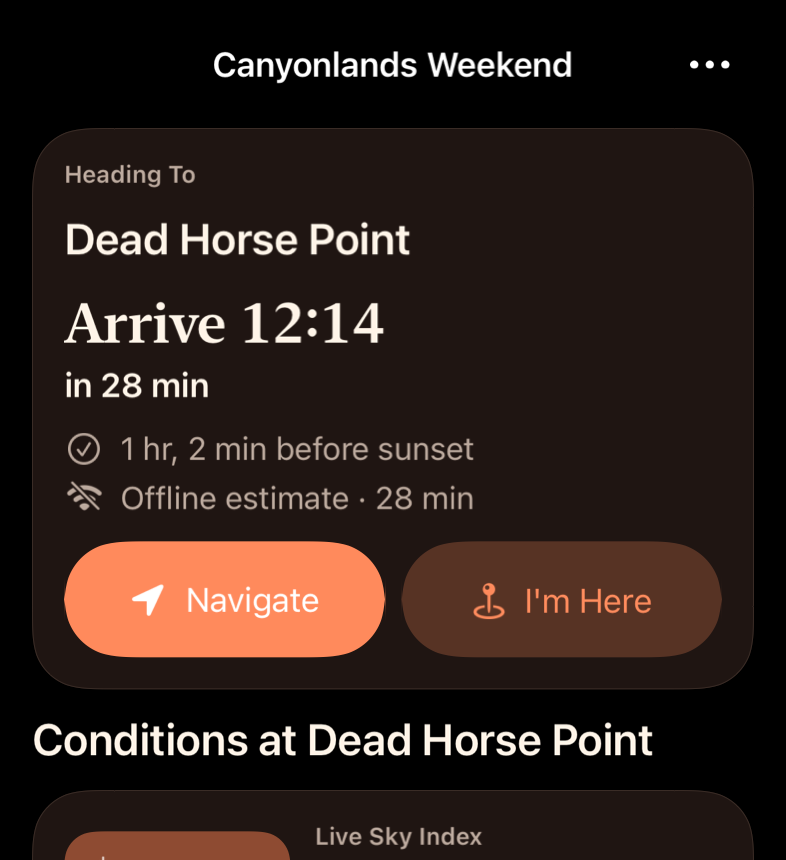 Canyonlands Weekend
Heading To
Dead Horse Point
Arrive 12:14
in 28 min
1 hr, 2 min before sunset
Offline estimate · 28 min
Navigate
I'm Here
Conditions at Dead Horse Point
Live Sky Index